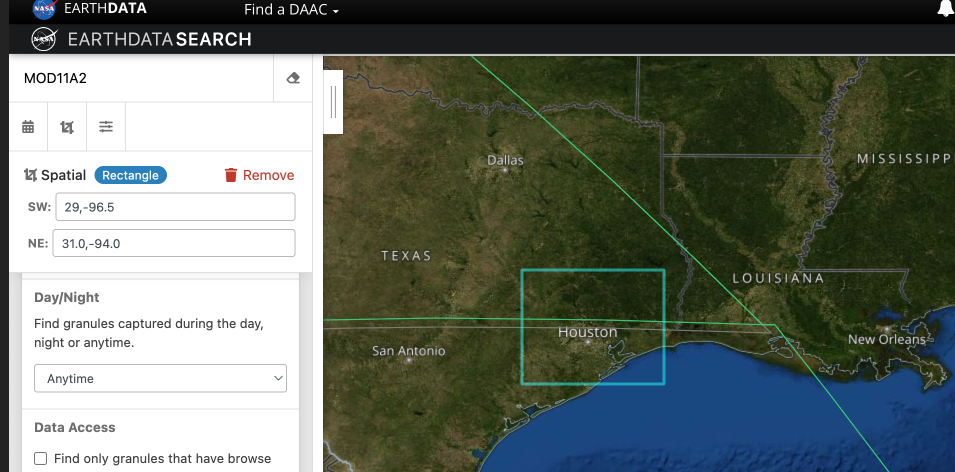 NASA EARTHDATA Find a DAAC
NASA EARTHDATA SEARCH
MOD11A2
Spatial Rectangle Remove
SW: 29,-96.5
NE: 31.0,-94.0
Day/Night
Find granules captured during the day,
night or anytime.
Anytime
Data Access
Find only granules that have browse
Dallas
MISSISSIPP
TEXAS
LOUISIANA
Houston
New Orleans
San Antonio